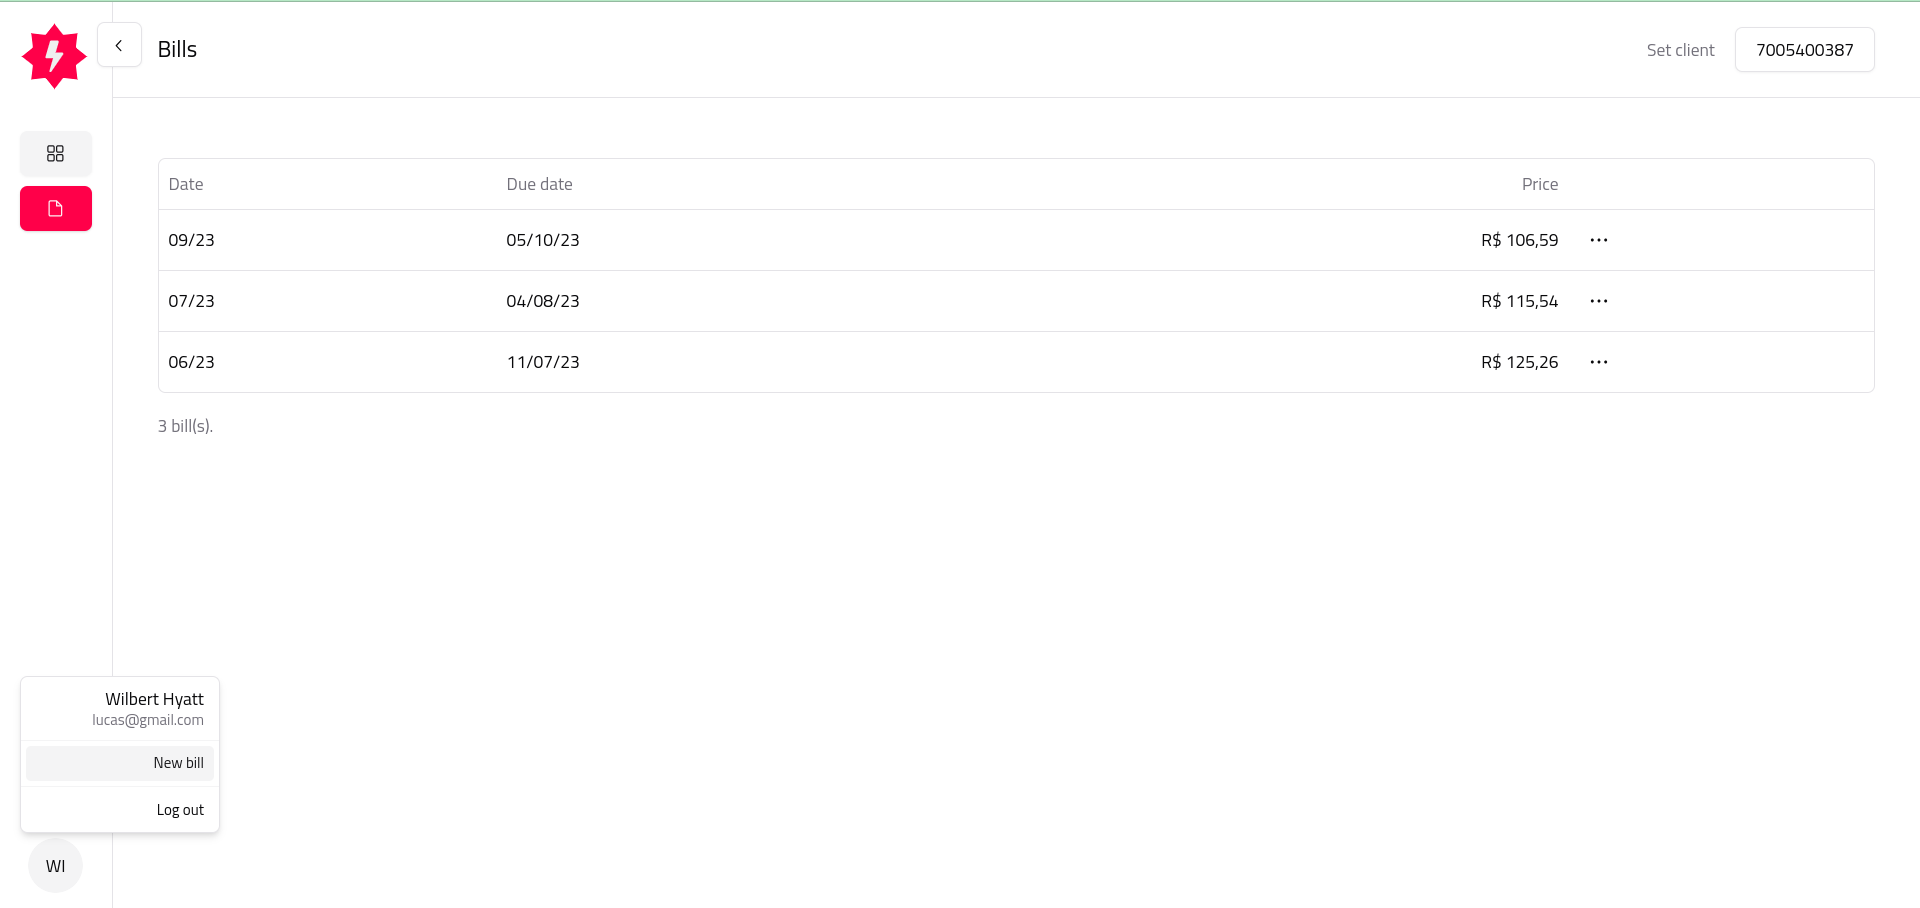 Bills
Set client 7005400387
Date Due date Price
09/23 05/10/23 R$ 106,59
07/23 04/08/23 R$ 115,54
06/23 11/07/23 R$ 125,26
3 bill(s).
Wilbert Hyatt
lucas@gmail.com
New bill
Log out
WI